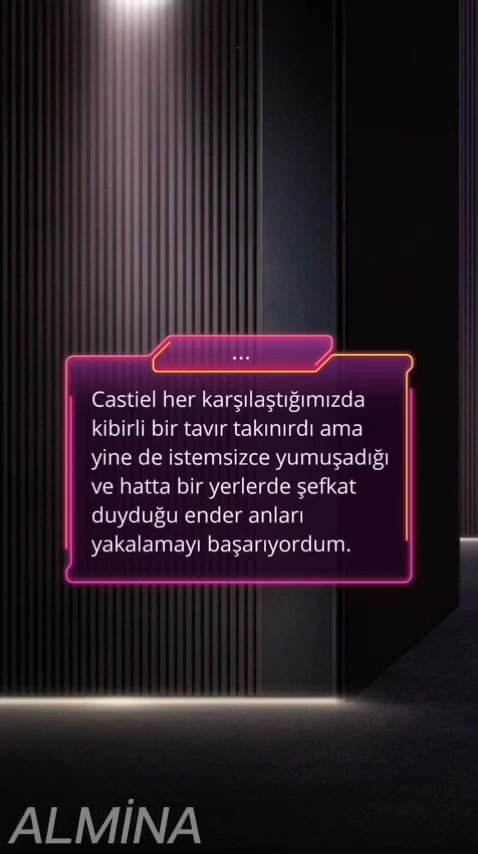 ...
Castiel her karşılaştığımızda
kibirli bir tavır takınırdı ama
yine de istemsizce yumuşadığı
ve hatta bir yerlerde şefkat
duyduğu ender anları
yakalamayı başarıyordum.
ALMİNA